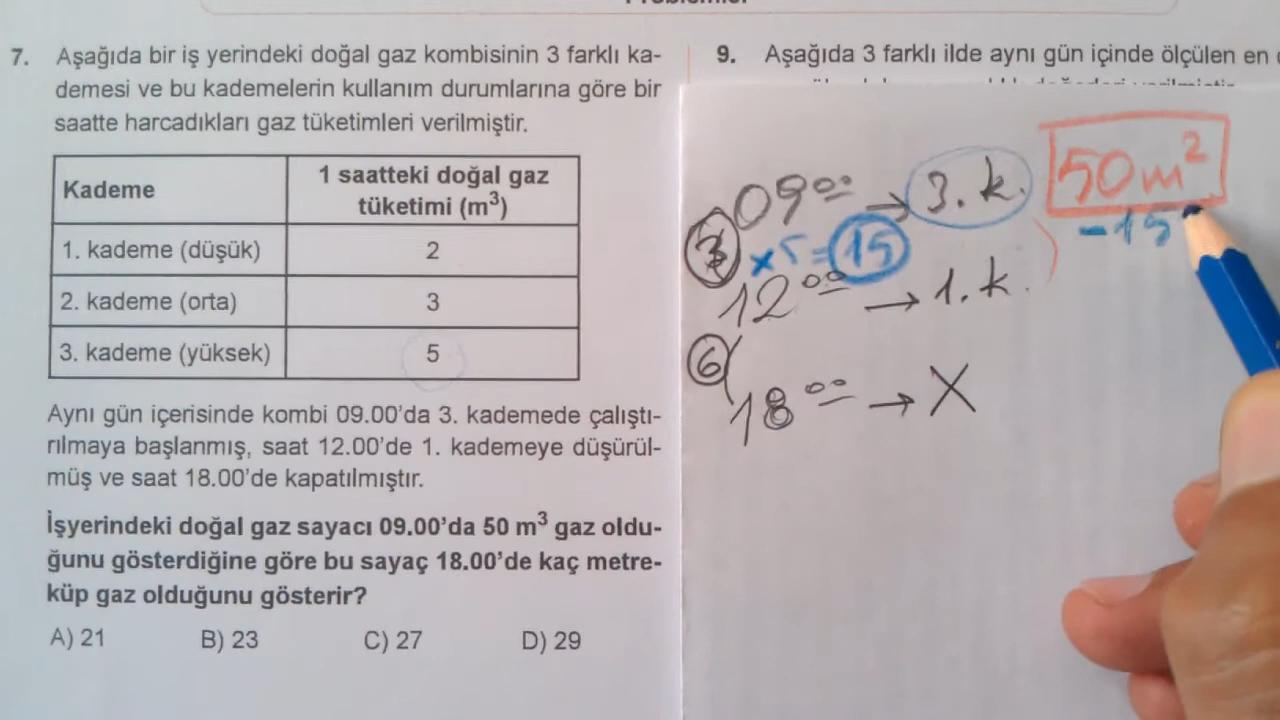 Problemler
7. Aşağıda bir iş yerindeki doğal gaz kombisinin 3 farklı ka-
demesi ve bu kademelerin kullanım durumlarına göre bir
saatte harcadıkları gaz tüketimleri verilmiştir.
Kademe
1 saatteki doğal gaz
tüketimi (m³)
1. kademe (düşük) 2
2. kademe (orta) 3
3. kademe (yüksek) 5
Aynı gün içerisinde kombi 09.00'da 3. kademede çalıştı-
rılmaya başlanmış, saat 12.00'de 1. kademeye düşürül-
müş ve saat 18.00'de kapatılmıştır.
İşyerindeki doğal gaz sayacı 09.00'da 50 m³ gaz oldu-
ğunu gösterdiğine göre bu sayaç 18.00'de kaç metre-
küp gaz olduğunu gösterir?
A) 21 B) 23 C) 27 D) 29
9. Aşağıda 3 farklı ilde aynı gün içinde ölçülen en
09⁰⁰ → 3. k.
3 x 5 = 15
12⁰⁰ → 1. k.
6
18⁰⁰ → X
50 m²
-15